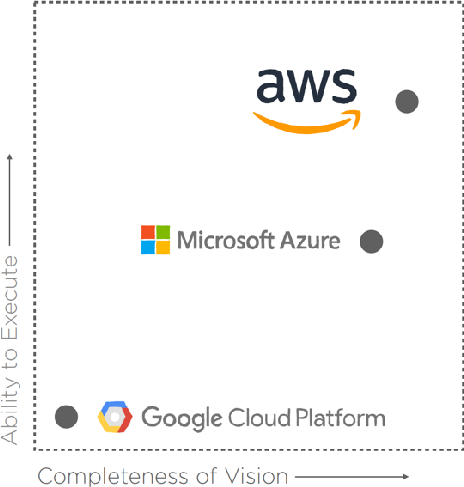 aws
Microsoft Azure
Google Cloud Platform
Ability to Execute
Completeness of Vision